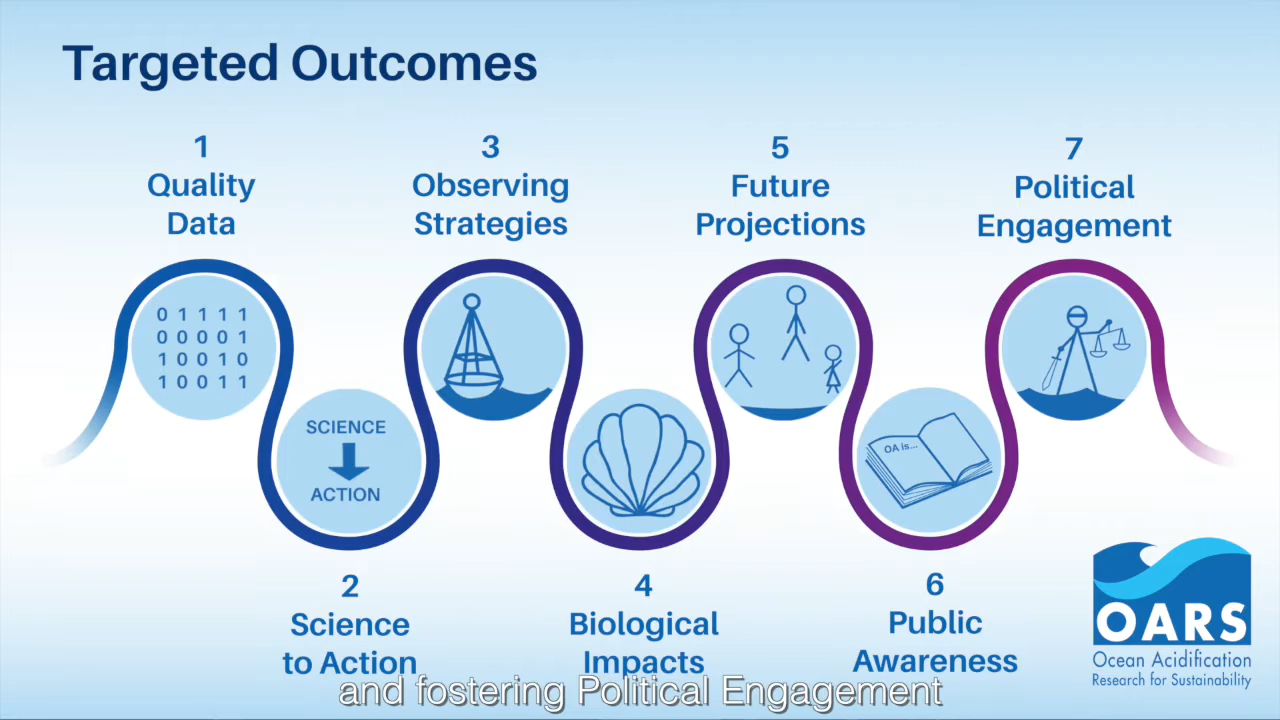 Targeted Outcomes
1
Quality
Data
3
Observing
Strategies
5
Future
Projections
7
Political
Engagement
0 1 1 1 1
0 0 0 0 1
1 0 0 1 0
1 0 0 1 1
SCIENCE
ACTION
OA is...
2
Science
to Action
4
Biological
Impacts
6
Public
Awareness
OARS
Ocean Acidification
Research for Sustainability
and fostering Political Engagement